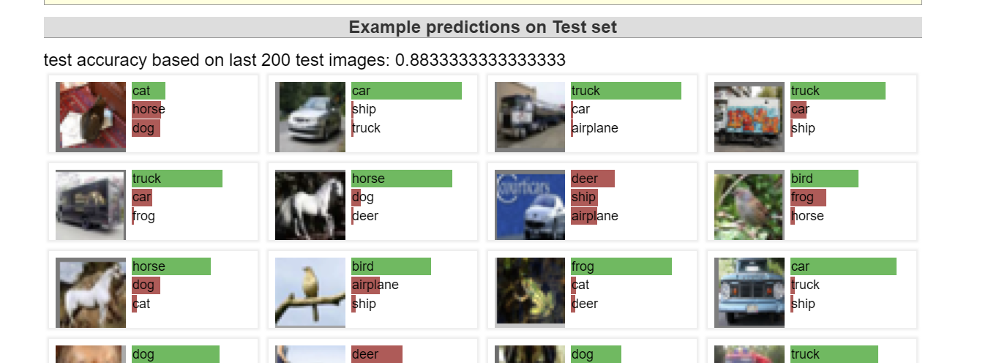 Example predictions on Test set
test accuracy based on last 200 test images: 0.8833333333333333
cat
horse
dog
car
ship
truck
truck
car
airplane
truck
car
ship
truck
car
frog
horse
dog
deer
courticars
deer
ship
airplane
bird
frog
horse
horse
dog
cat
bird
airplane
ship
frog
cat
deer
car
truck
ship
dog
deer
dog
truck